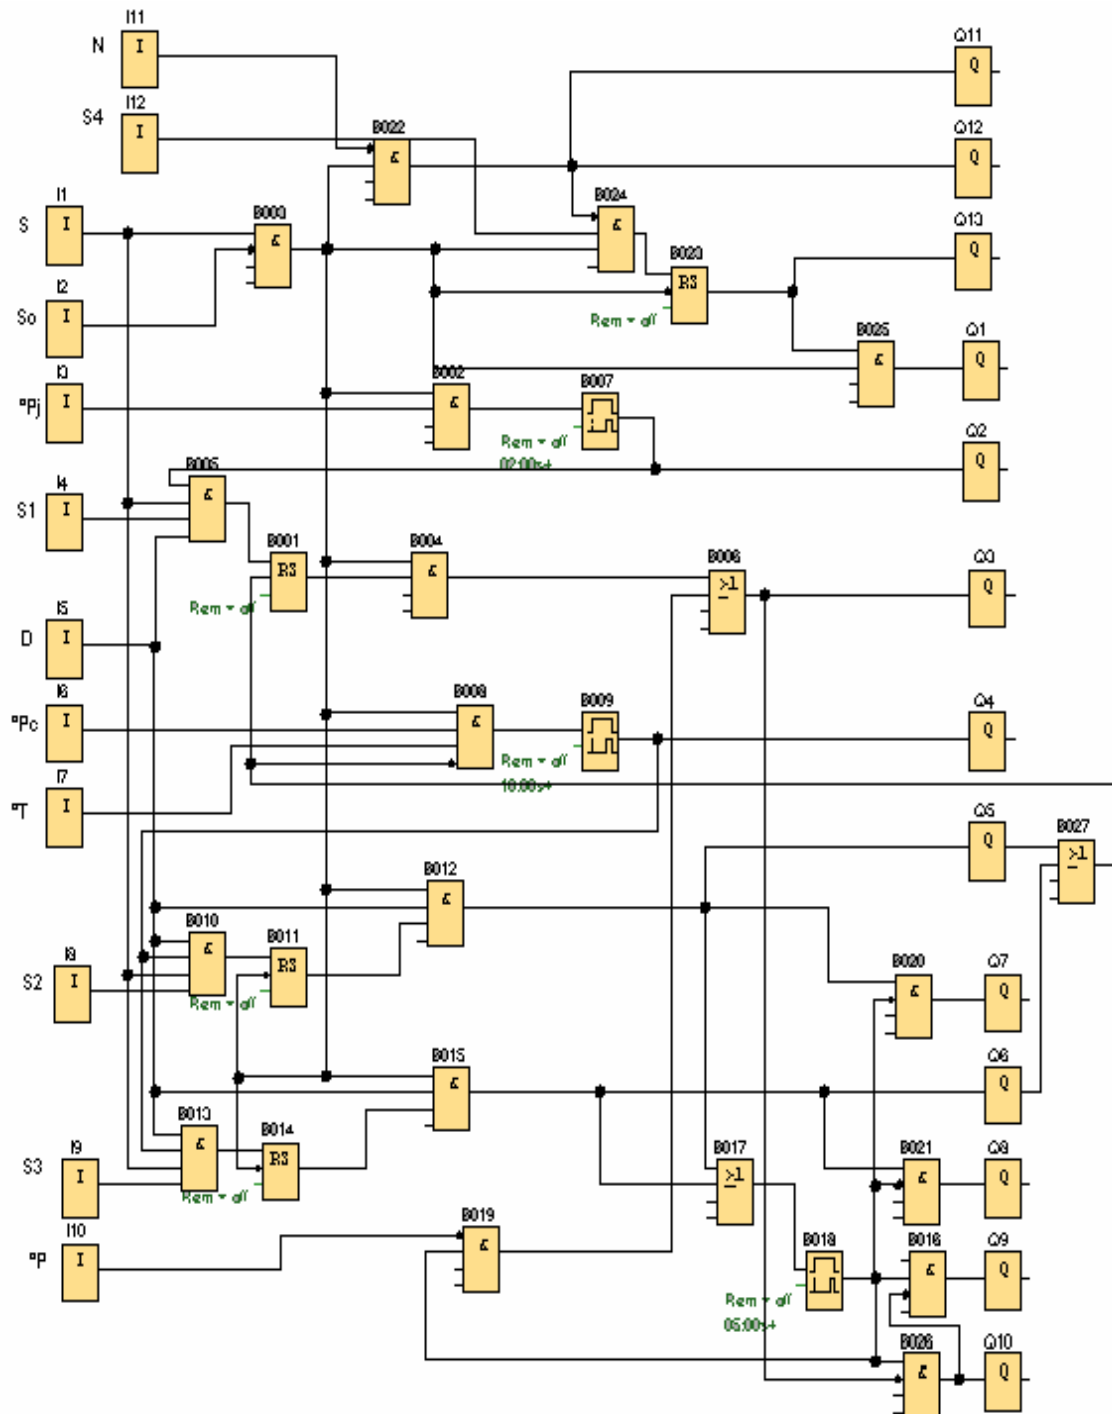 I11
N
I
Q11
Q
I12
S4
I
B022
&
Q12
Q
I1
S
I
B003
&
B024
&
Q13
Q
B023
RS
Rem = off
I2
So
I
B025
&
Q1
Q
I3
°Pj
I
B002
&
B007
Rem = off
02:00s+
Q2
Q
B005
&
I4
S1
I
B001
RS
Rem = off
B004
&
B006
>1
Q3
Q
I5
D
I
I6
°Pc
I
B008
&
B009
Rem = off
10:00s+
Q4
Q
I7
°T
I
Q5
Q
B027
>1
B012
&
B010
&
B011
RS
Rem = off
I8
S2
I
B020
&
Q7
Q
B015
&
Q6
Q
B013
&
B014
RS
Rem = off
I9
S3
I
B017
>1
B021
&
Q8
Q
I10
°P
I
B019
&
B018
Rem = off
05:00s+
B016
&
Q9
Q
B026
&
Q10
Q